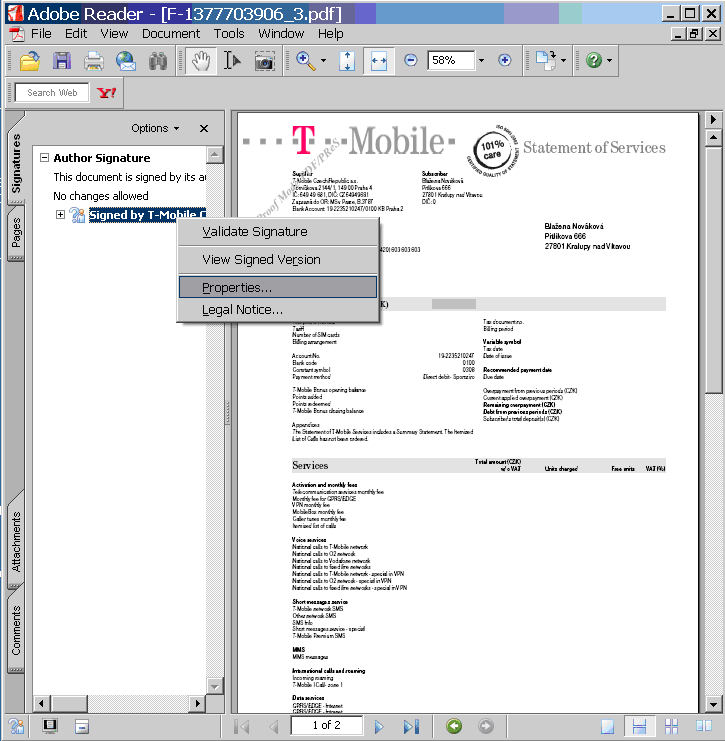 Adobe Reader - [F-1377703906_3.pdf]
File Edit View Document Tools Window Help
58%
Search Web Y!
Options
Signatures
Pages
Attachments
Comments
Author Signature
This document is signed by its au
No changes allowed
Signed by T-Mobile C
Validate Signature
View Signed Version
Properties...
Legal Notice...
T-Mobile
101% care
Statement of Services
Supplier
T-Mobile Czech Republic a.s.
Tomíčkova 2144/1, 149 00 Praha 4
IČ: 649 49 681, DIČ: CZ64949681
Zapsaná do OR: MS v Praze, B.3787
Bank Account: 19-2235210247/0100 KB Praha 2
Subscriber
Blažena Nováková
Pitlíkova 666
27801 Kralupy nad Vltavou
DIČ: 0
Blažena Nováková
Pitlíkova 666
27801 Kralupy nad Vltavou
420) 603 603 603
K)
Tariff
Number of SIM cards
Billing arrangement
Account No. 19-2235210247
Bank code 0100
Constant symbol 0308
Payment method Direct debit - Sporožiro
T-Mobile Bonus opening balance
Points added
Points redeemed
T-Mobile Bonus closing balance
Appendices
The Statement of T-Mobile Services includes a Summary Statement. The Itemized
List of Calls has not been ordered.
Tax document no.
Billing period
Variable symbol
Tax date
Date of issue
Recommended payment date
Due date
Overpayment from previous periods (CZK)
Current applied overpayment (CZK)
Remaining overpayment (CZK)
Debt from previous periods (CZK)
Subscriber's total deposit(s) (CZK)
Services Total amount (CZK) w/o VAT Units charged Free units VAT (%)
Activation and monthly fees
Telecommunication services monthly fee
Monthly fee for GPRS/EDGE
VPN monthly fee
MobileBox monthly fee
Caller tunes monthly fee
Itemized list of calls
Voice services
National calls to T-Mobile network
National calls to O2 network
National calls to Vodafone network
National calls to fixed line networks
National calls to T-Mobile network - special in VPN
National calls to O2 network - special in VPN
National calls to fixed line networks - special in VPN
Short messages service
T-Mobile network SMS
Other network SMS
SMS Info
Short messages service - special
T-Mobile Premium SMS
MMS
MMS messages
International calls and roaming
Incoming roaming
T-Mobile iCall - zone 1
Data services
GPRS/EDGE - Internet
GPRS/EDGE - Intranet
1 of 2